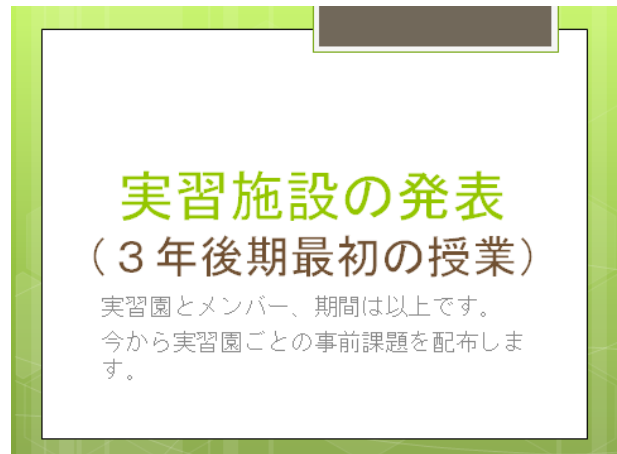 実習施設の発表
（３年後期最初の授業）
実習園とメンバー、期間は以上です。
今から実習園ごとの事前課題を配布しま
す。